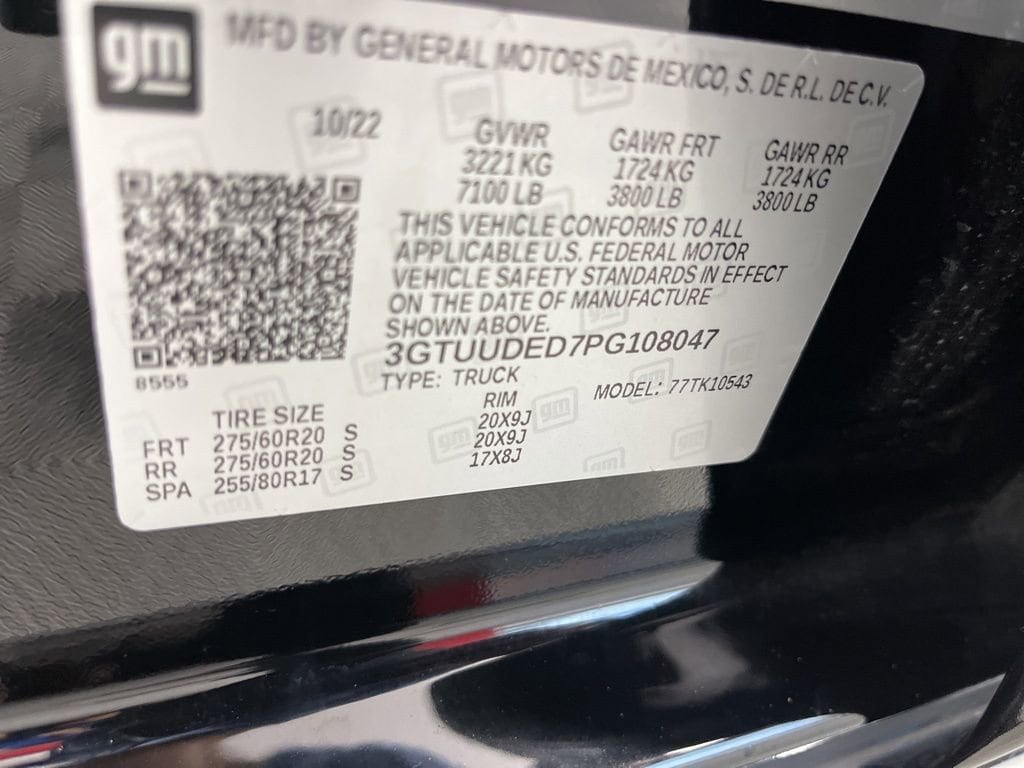 gm MFD BY GENERAL MOTORS DE MEXICO, S. DE R.L. DE C.V.
10/22
GVWR
3221 KG
7100 LB
GAWR FRT
1724 KG
3800 LB
GAWR RR
1724 KG
3800 LB
THIS VEHICLE CONFORMS TO ALL
APPLICABLE U.S. FEDERAL MOTOR
VEHICLE SAFETY STANDARDS IN EFFECT
ON THE DATE OF MANUFACTURE
SHOWN ABOVE.
3GTUUDED7PG108047
8555
TYPE: TRUCK
MODEL: 77TK10543
TIRE SIZE RIM
FRT 275/60R20 S 20X9J
RR 275/60R20 S 20X9J
SPA 255/80R17 S 17X8J